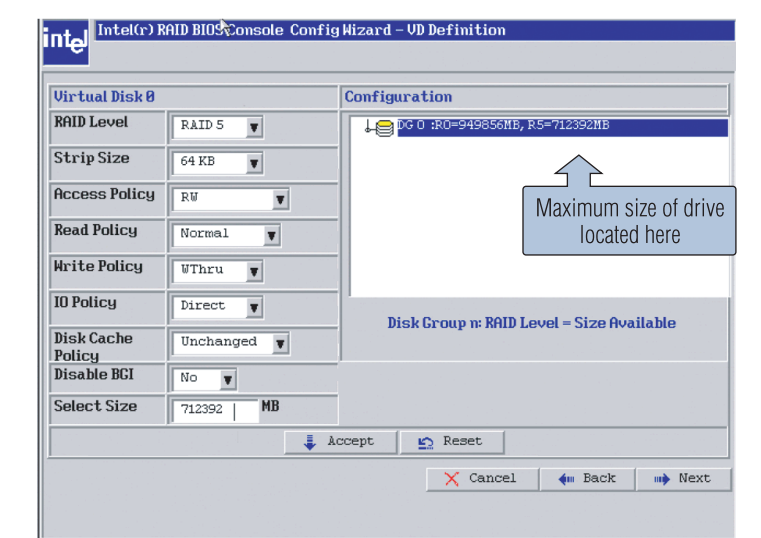 intel
Intel(r) RAID BIOS Console Config Wizard – VD Definition
Virtual Disk 0
Configuration
RAID Level
RAID 5
DG 0 :R0=949856MB, R5=712392MB
Strip Size
64 KB
Access Policy
RW
Maximum size of drive
located here
Read Policy
Normal
Write Policy
WThru
IO Policy
Direct
Disk Group n: RAID Level = Size Available
Disk Cache
Policy
Unchanged
Disable BGI
No
Select Size
712392
MB
Accept
Reset
Cancel
Back
Next